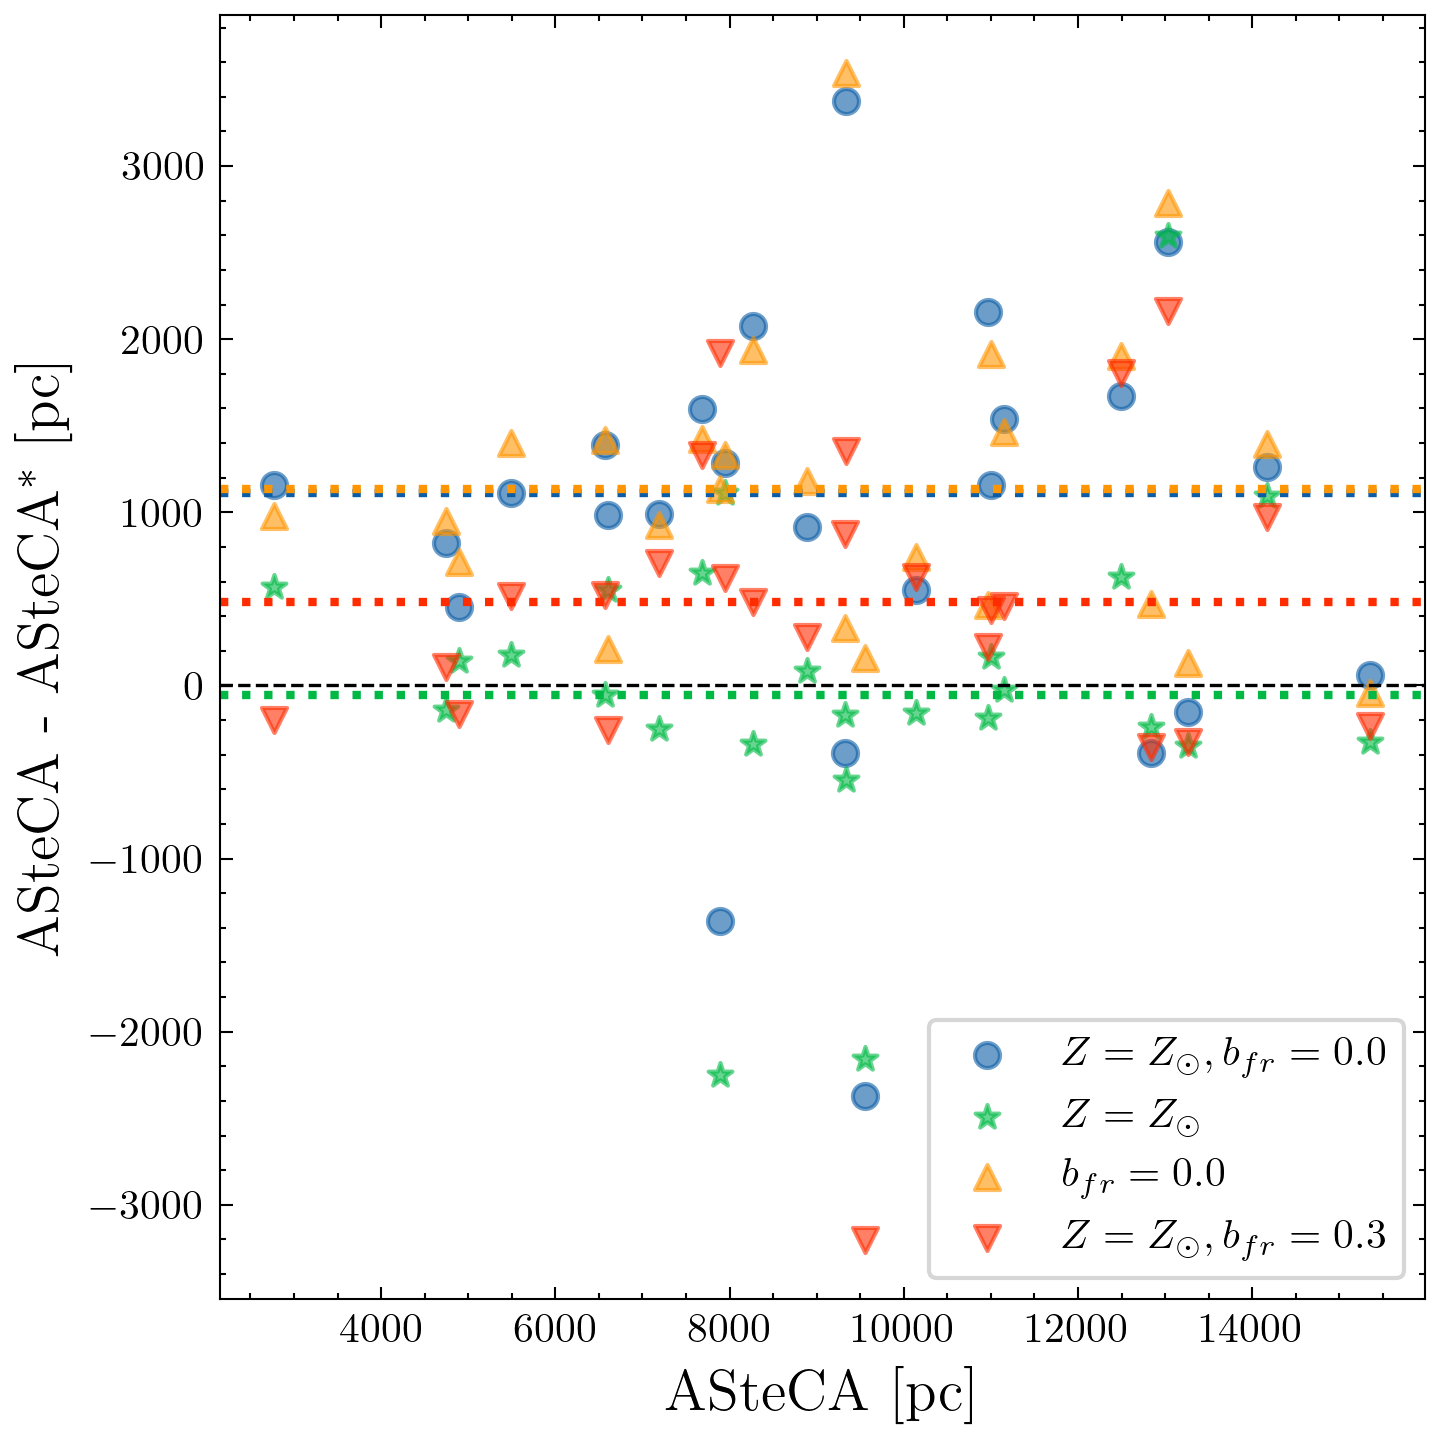 3000
2000
1000
0
−1000
−2000
−3000
ASteCA - ASteCA* [pc]
Z = Z⊙, b_fr = 0.0
Z = Z⊙
b_fr = 0.0
Z = Z⊙, b_fr = 0.3
4000 6000 8000 10000 12000 14000
ASteCA [pc]